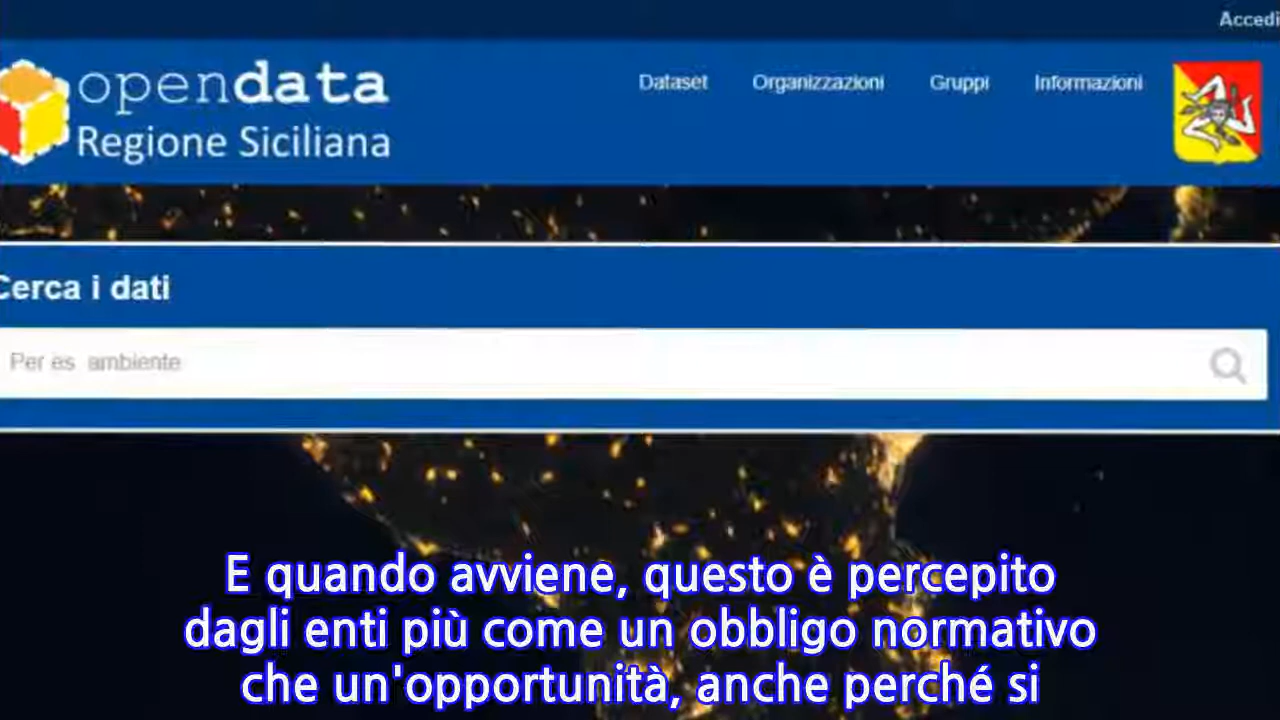 Accedi
opendata
Regione Siciliana
Dataset Organizzazioni Gruppi Informazioni
Cerca i dati
Per es ambiente
E quando avviene, questo è percepito
dagli enti più come un obbligo normativo
che un'opportunità, anche perché si